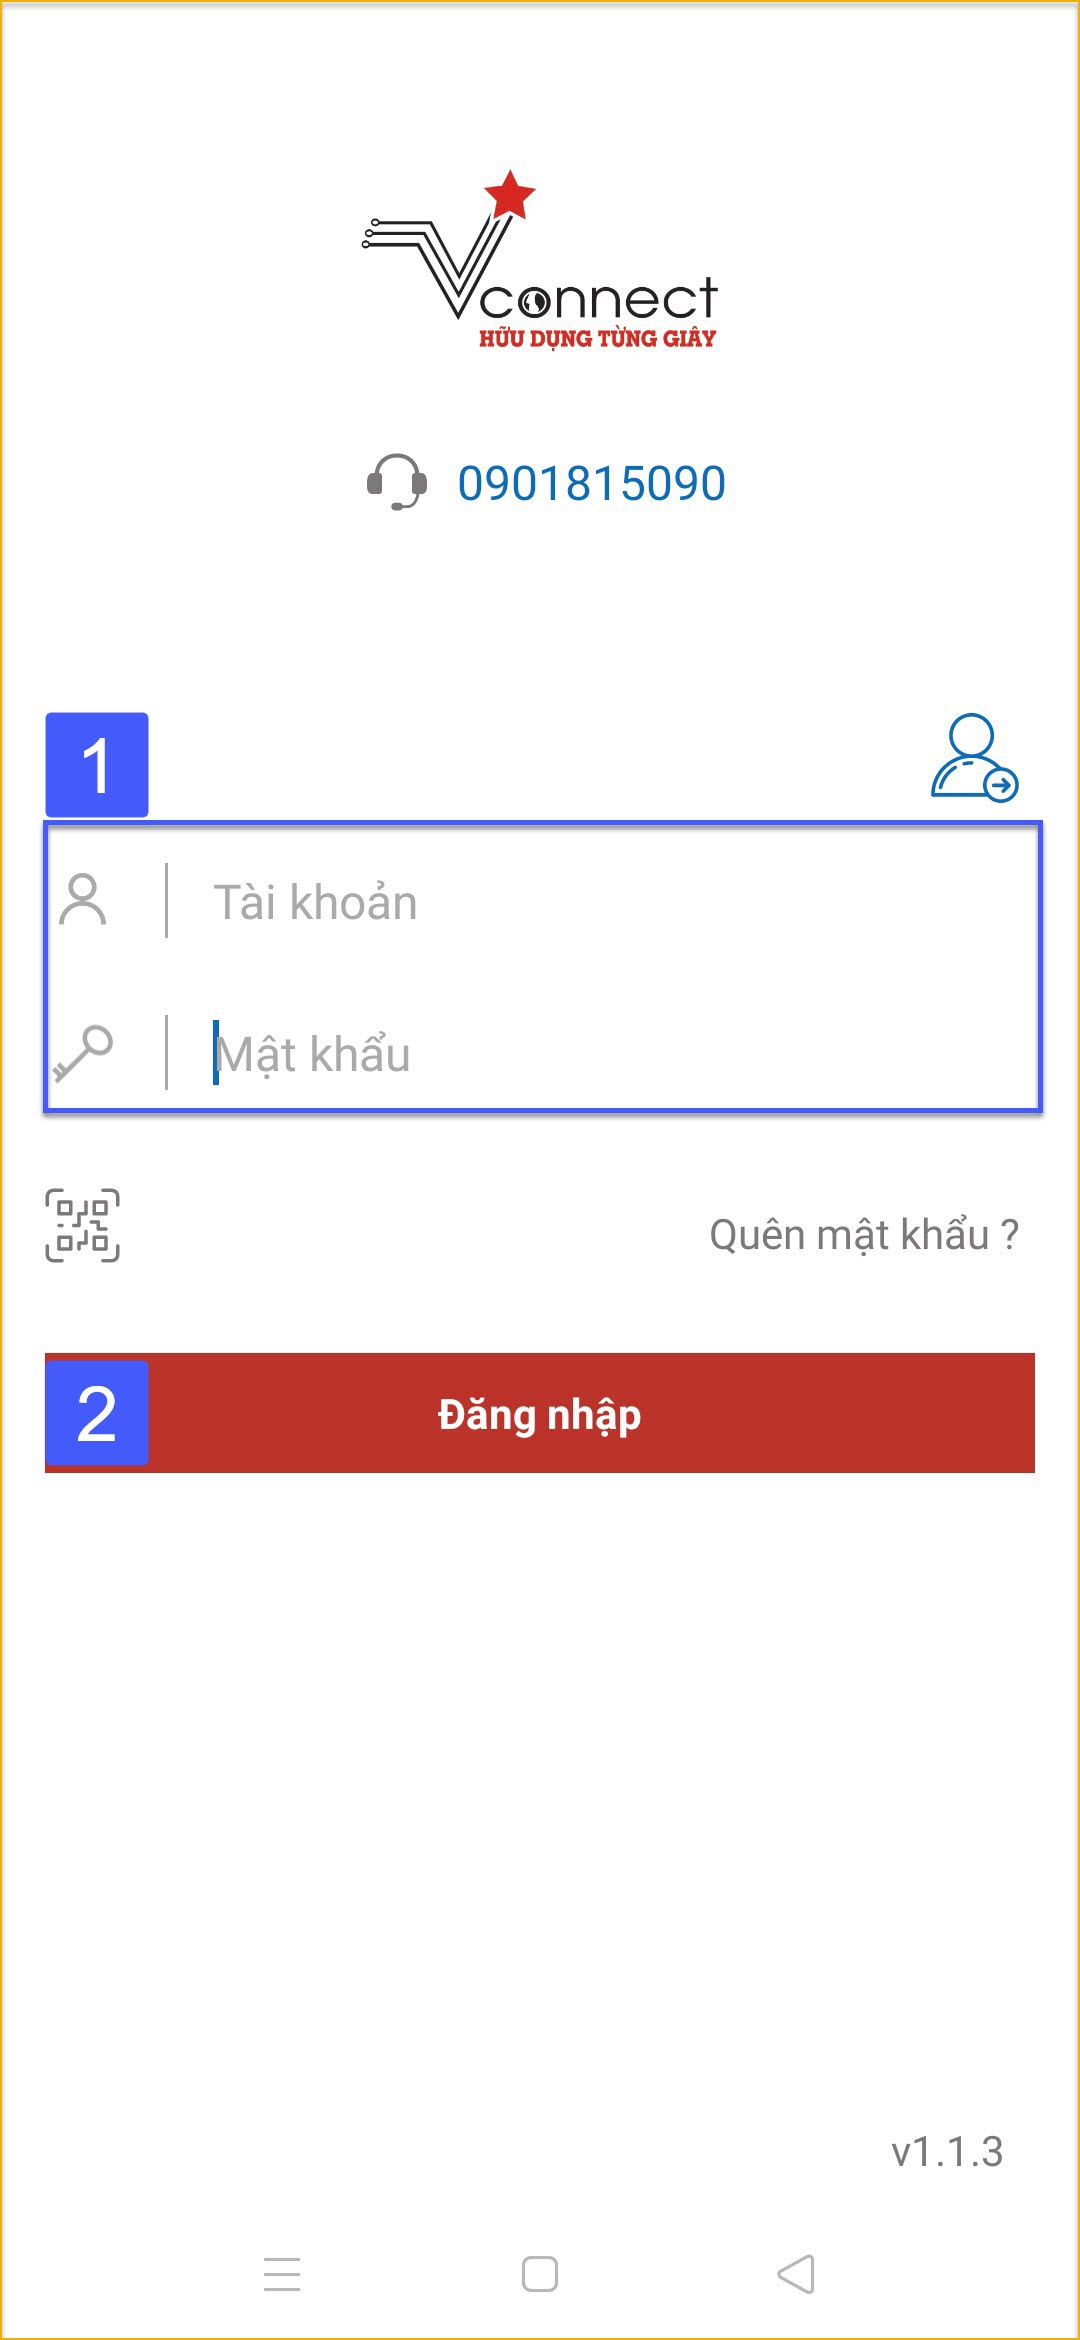 Vconnect
HỮU DỤNG TỪNG GIÂY
0901815090
1
Tài khoản
Mật khẩu
Quên mật khẩu ?
2
Đăng nhập
v1.1.3